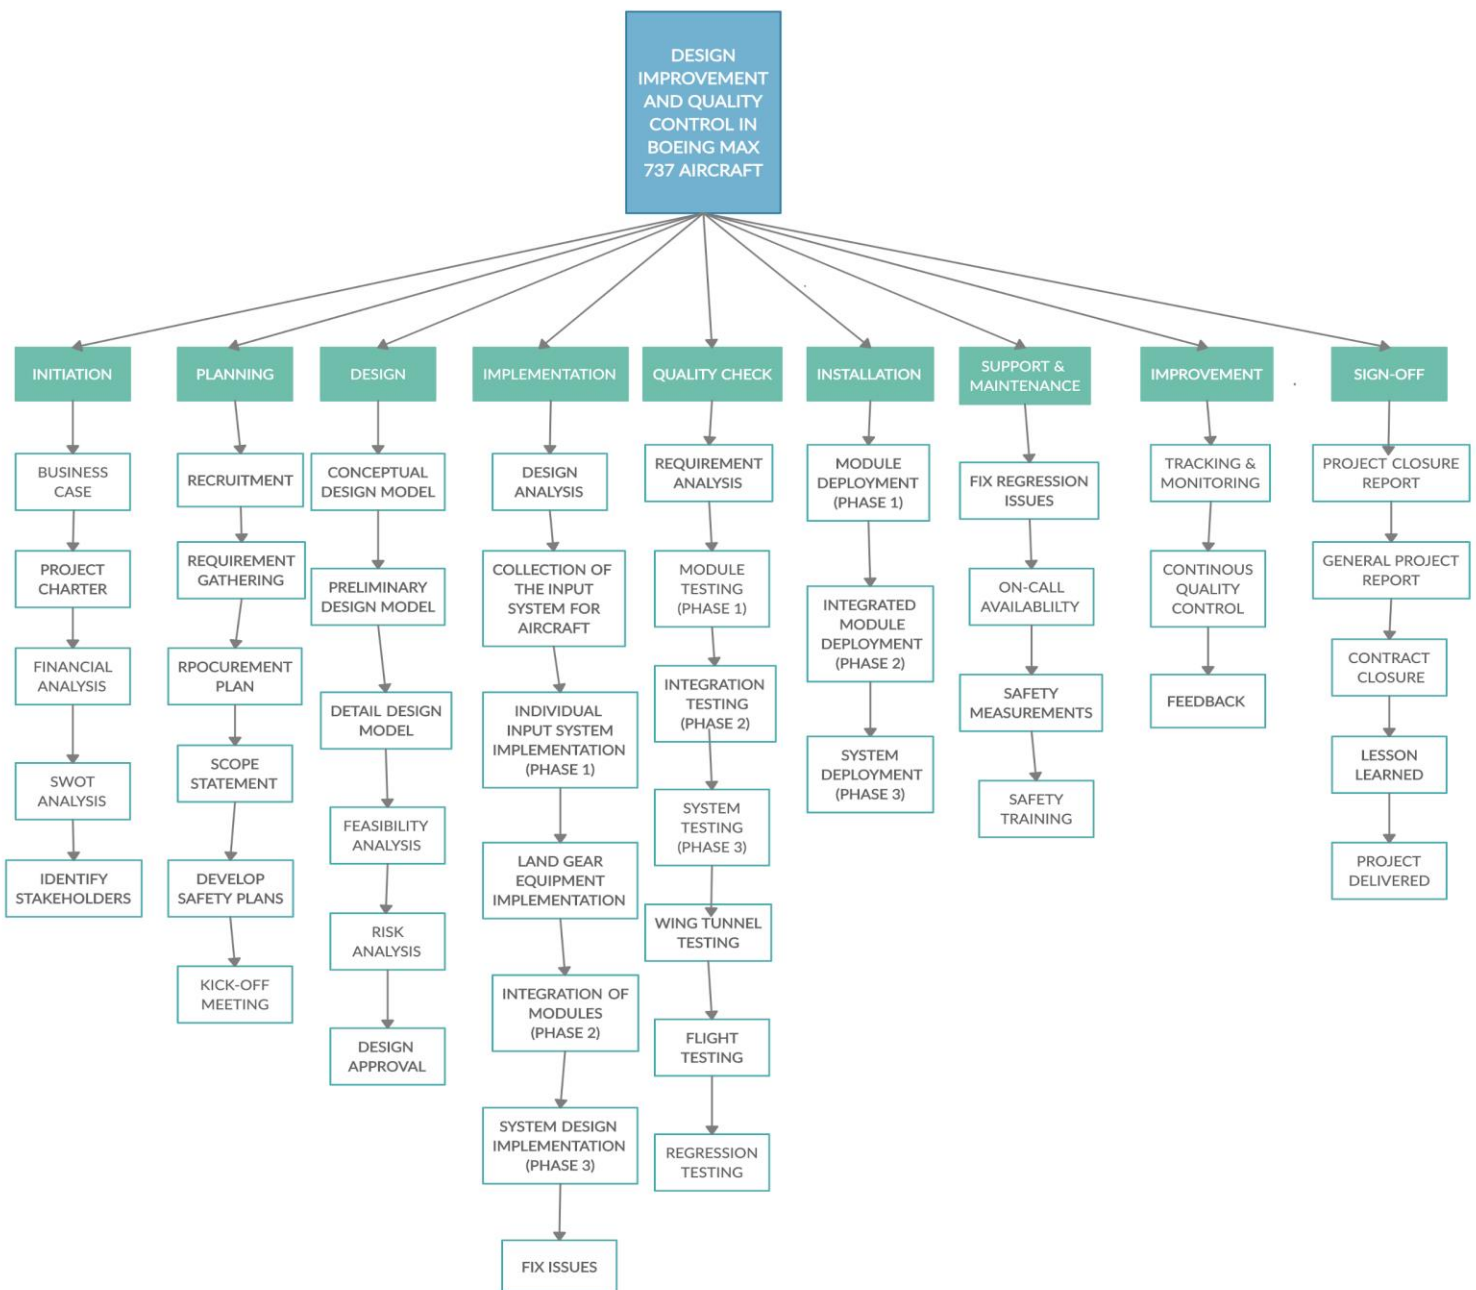 DESIGN
IMPROVEMENT
AND QUALITY
CONTROL IN
BOEING MAX
737 AIRCRAFT
INITIATION
BUSINESS
CASE
PROJECT
CHARTER
FINANCIAL
ANALYSIS
SWOT
ANALYSIS
IDENTIFY
STAKEHOLDERS
PLANNING
RECRUITMENT
REQUIREMENT
GATHERING
RPOCUREMENT
PLAN
SCOPE
STATEMENT
DEVELOP
SAFETY PLANS
KICK-OFF
MEETING
DESIGN
CONCEPTUAL
DESIGN MODEL
PRELIMINARY
DESIGN MODEL
DETAIL DESIGN
MODEL
FEASIBILITY
ANALYSIS
RISK
ANALYSIS
DESIGN
APPROVAL
IMPLEMENTATION
DESIGN
ANALYSIS
COLLECTION OF
THE INPUT
SYSTEM FOR
AIRCRAFT
INDIVIDUAL
INPUT SYSTEM
IMPLEMENTATION
(PHASE 1)
LAND GEAR
EQUIPMENT
IMPLEMENTATION
INTEGRATION OF
MODULES
(PHASE 2)
SYSTEM DESIGN
IMPLEMENTATION
(PHASE 3)
FIX ISSUES
QUALITY CHECK
REQUIREMENT
ANALYSIS
MODULE
TESTING
(PHASE 1)
INTEGRATION
TESTING
(PHASE 2)
SYSTEM
TESTING
(PHASE 3)
WING TUNNEL
TESTING
FLIGHT
TESTING
REGRESSION
TESTING
INSTALLATION
MODULE
DEPLOYMENT
(PHASE 1)
INTEGRATED
MODULE
DEPLOYMENT
(PHASE 2)
SYSTEM
DEPLOYMENT
(PHASE 3)
SUPPORT &
MAINTENANCE
FIX REGRESSION
ISSUES
ON-CALL
AVAILABLILTY
SAFETY
MEASUREMENTS
SAFETY
TRAINING
IMPROVEMENT
TRACKING &
MONITORING
CONTINOUS
QUALITY
CONTROL
FEEDBACK
SIGN-OFF
PROJECT CLOSURE
REPORT
GENERAL PROJECT
REPORT
CONTRACT
CLOSURE
LESSON
LEARNED
PROJECT
DELIVERED